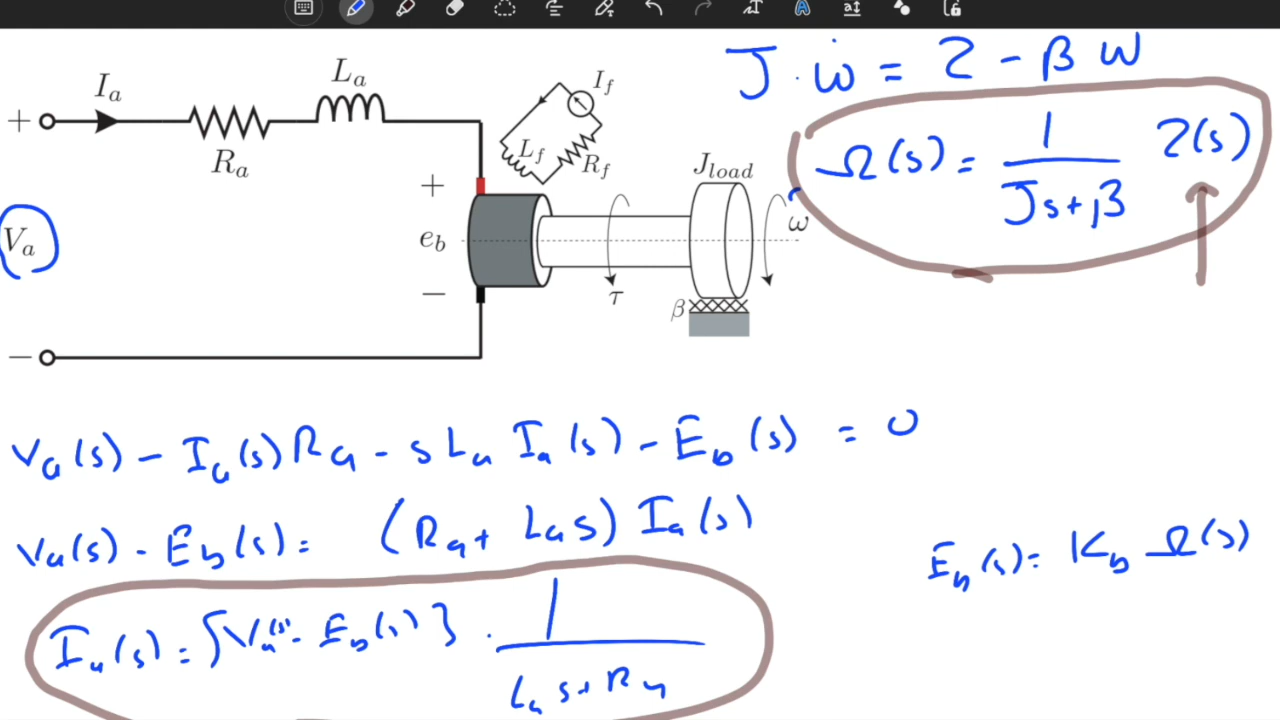 I_a
L_a
R_a
I_f
L_f
R_f
J_load
+
e_b
−
τ
β
ω
+
V_a
−
J · ω̇ = τ − β ω
Ω(s) = 1/(Js+β) τ(s)
V_a(s) − I_a(s) R_a − s L_a I_a(s) − E_b(s) = 0
V_a(s) − E_b(s) = (R_a + L_a s) I_a(s)
E_b(s) = K_b Ω(s)
I_a(s) = {V_a(s) − E_b(s)} · 1/(L_a s + R_a)